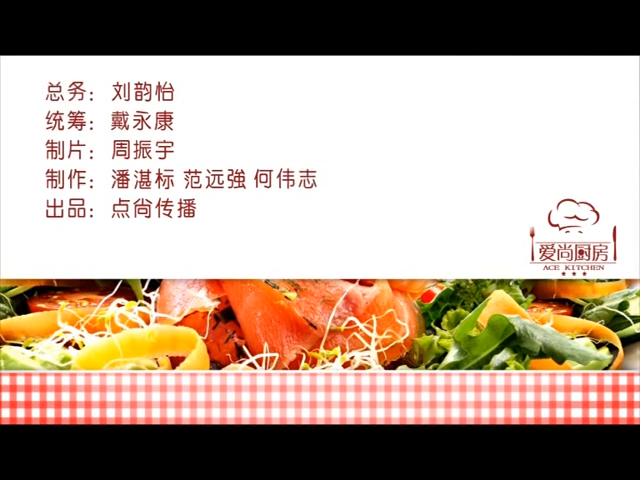 总务：刘韵怡
统筹：戴永康
制片：周振宇
制作：潘湛标 范远強 何伟志
出品：点尚传播
爱尚厨房
ACE KITCHEN